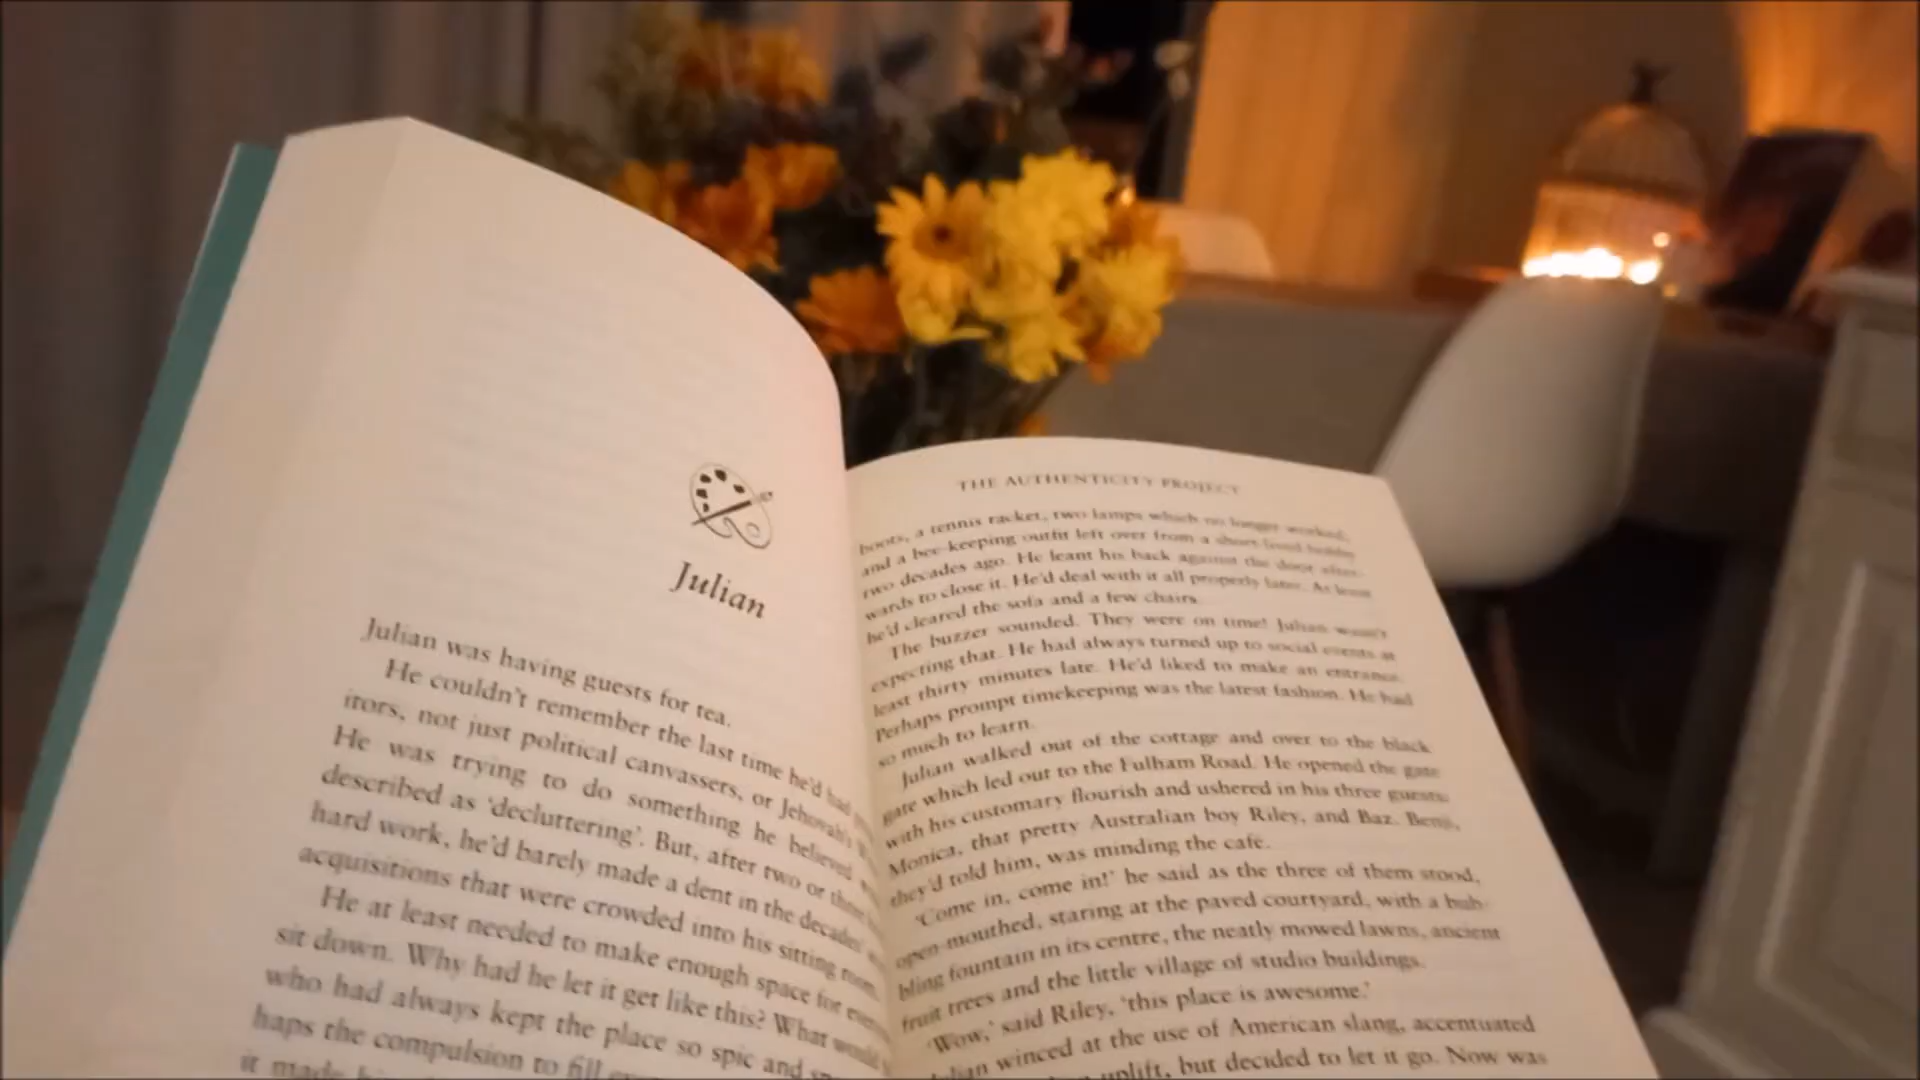 Julian
Julian was having guests for tea.
He couldn't remember the last time he'd had
itors, not just political canvassers, or Jehovah's
He was trying to do something he believed
described as 'decluttering'. But, after two or three
hard work, he'd barely made a dent in the decades'
acquisitions that were crowded into his sitting room.
He at least needed to make enough space for
sit down. Why had he let it get like this? What would
who had always kept the place so spic and
haps the compulsion to fill
it made
THE AUTHENTICITY PROJECT
boots, a tennis racket, two lamps which no longer worked,
and a bee-keeping outfit left over from a short-lived hobby
two decades ago. He leant his back against the door after-
wards to close it. He'd deal with it all properly later. At least
he'd cleared the sofa and a few chairs.
The buzzer sounded. They were on time! Julian wasn't
expecting that. He had always turned up to social events at
least thirty minutes late. He'd liked to make an entrance.
Perhaps prompt timekeeping was the latest fashion. He had
so much to learn.
Julian walked out of the cottage and over to the black
gate which led out to the Fulham Road. He opened the gate
with his customary flourish and ushered in his three guests:
Monica, that pretty Australian boy Riley, and Baz. Benji,
they'd told him, was minding the café.
'Come in, come in!' he said as the three of them stood,
open-mouthed, staring at the paved courtyard, with a bub-
bling fountain in its centre, the neatly mowed lawns, ancient
fruit trees and the little village of studio buildings.
'Wow,' said Riley, 'this place is awesome.'
Julian winced at the use of American slang, accentuated
uplift, but decided to let it go. Now was